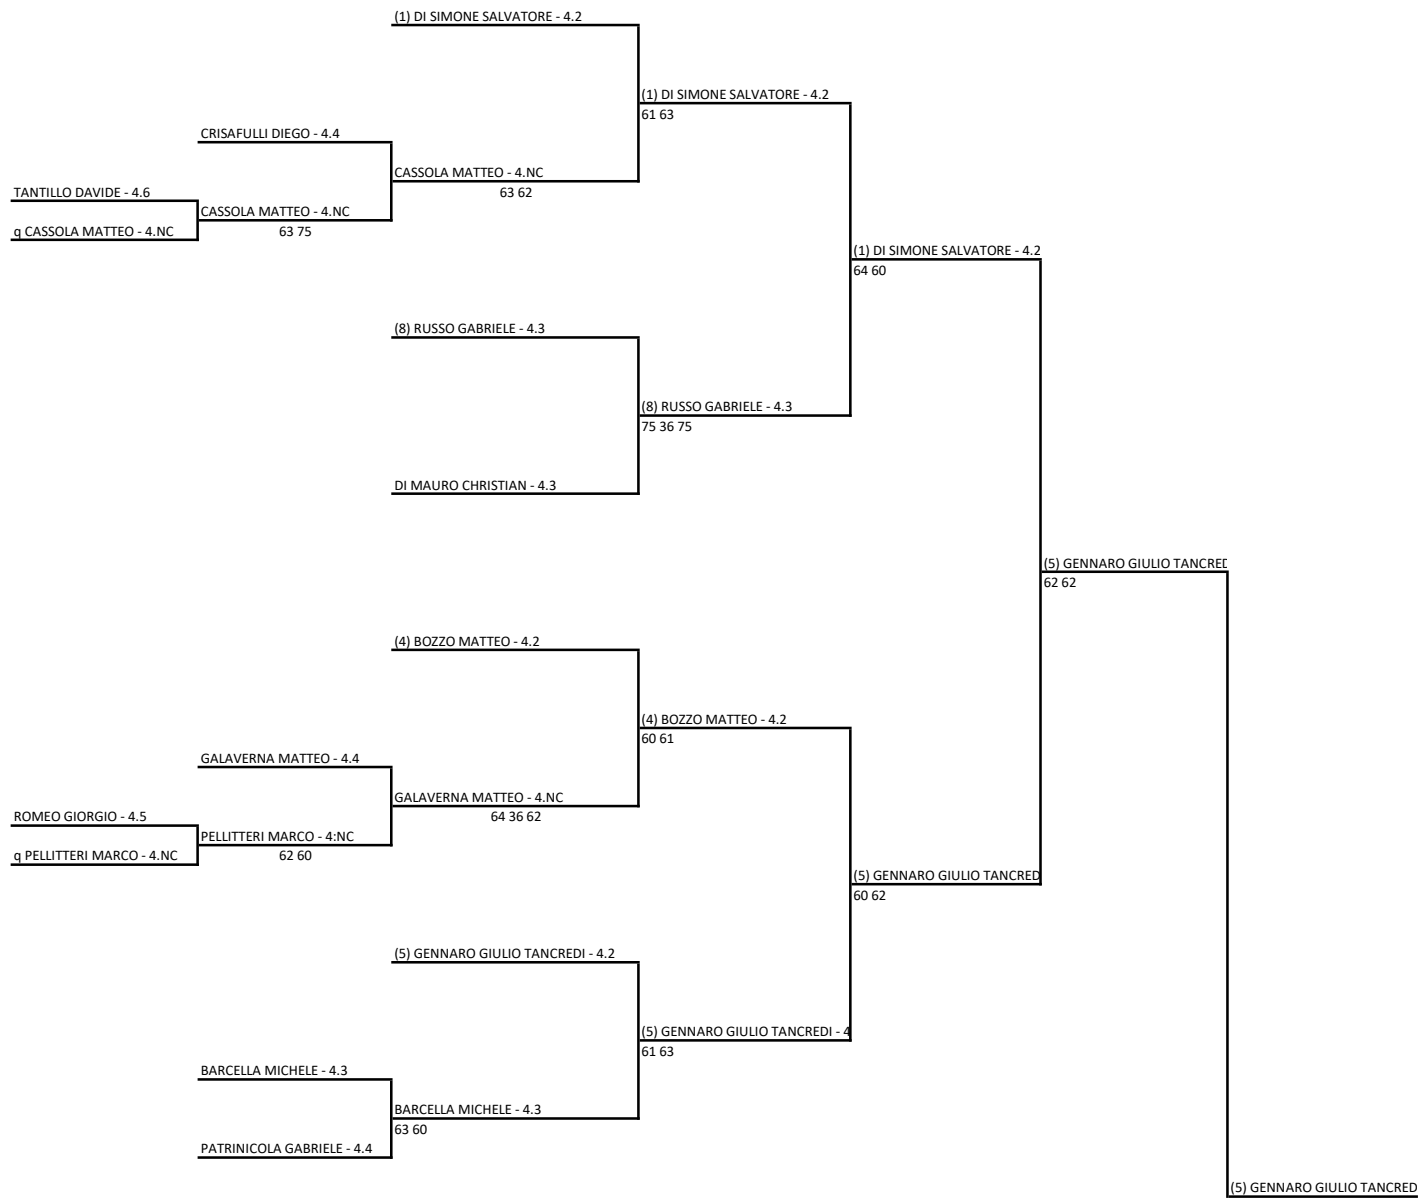 (1) DI SIMONE SALVATORE - 4.2
(1) DI SIMONE SALVATORE - 4.2
61 63
CRISAFULLI DIEGO - 4.4
CASSOLA MATTEO - 4.NC
63 62
TANTILLO DAVIDE - 4.6
CASSOLA MATTEO - 4.NC
63 75
q CASSOLA MATTEO - 4.NC
(1) DI SIMONE SALVATORE - 4.2
64 60
(8) RUSSO GABRIELE - 4.3
(8) RUSSO GABRIELE - 4.3
75 36 75
DI MAURO CHRISTIAN - 4.3
(5) GENNARO GIULIO TANCRED
62 62
(4) BOZZO MATTEO - 4.2
(4) BOZZO MATTEO - 4.2
60 61
GALAVERNA MATTEO - 4.4
GALAVERNA MATTEO - 4.NC
64 36 62
ROMEO GIORGIO - 4.5
PELLITTERI MARCO - 4:NC
62 60
q PELLITTERI MARCO - 4.NC
(5) GENNARO GIULIO TANCRED
60 62
(5) GENNARO GIULIO TANCREDI - 4.2
(5) GENNARO GIULIO TANCREDI - 4
61 63
BARCELLA MICHELE - 4.3
BARCELLA MICHELE - 4.3
63 60
PATRINICOLA GABRIELE - 4.4
(5) GENNARO GIULIO TANCRED